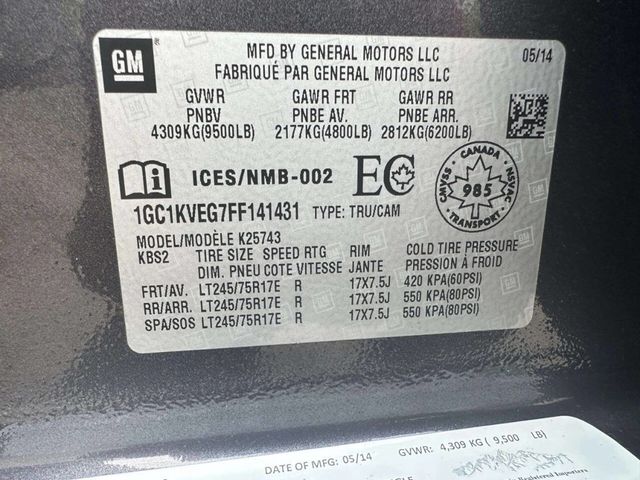 GM
MFD BY GENERAL MOTORS LLC 05/14
FABRIQUÉ PAR GENERAL MOTORS LLC
GVWR GAWR FRT GAWR RR
PNBV PNBE AV. PNBE ARR.
4309KG(9500LB) 2177KG(4800LB) 2812KG(6200LB)
ICES/NMB-002 EC
CANADA
CMVSS 985 NSVAC
TRANSPORT
1GC1KVEG7FF141431 TYPE: TRU/CAM
MODEL/MODÈLE K25743
KBS2 TIRE SIZE SPEED RTG RIM COLD TIRE PRESSURE
DIM. PNEU COTE VITESSE JANTE PRESSION À FROID
FRT/AV. LT245/75R17E R 17X7.5J 420 KPA(60PSI)
RR/ARR. LT245/75R17E R 17X7.5J 550 KPA(80PSI)
SPA/SOS LT245/75R17E R 17X7.5J 550 KPA(80PSI)
DATE OF MFG: 05/14 GVWR: 4,309 KG ( 9,500 LB)
Registered Importers